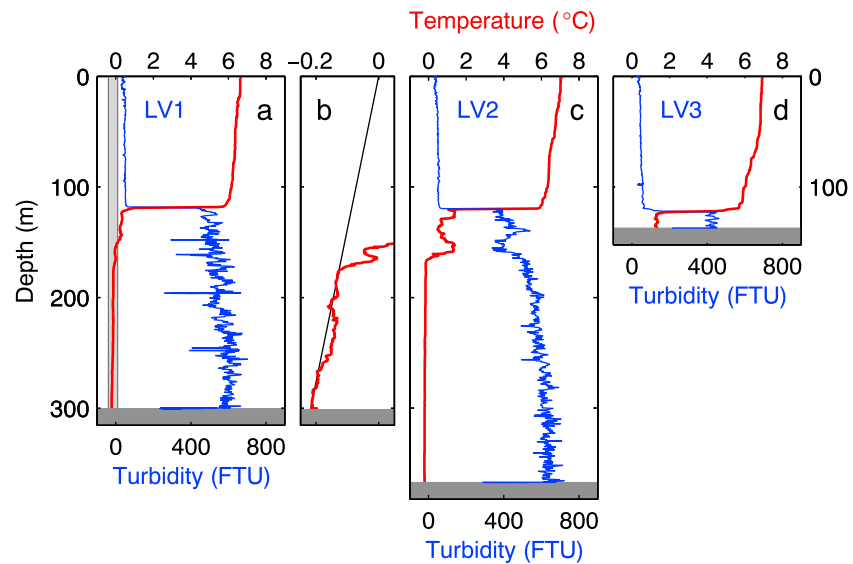 Temperature (°C)
0 2 4 6 8 −0.2 0 0 2 4 6 8 0 2 4 6 8
0 LV1 a b LV2 c LV3 d 0
100 100
200
300
Depth (m)
0 400 800
Turbidity (FTU)
0 400 800
Turbidity (FTU)
0 400 800
Turbidity (FTU)